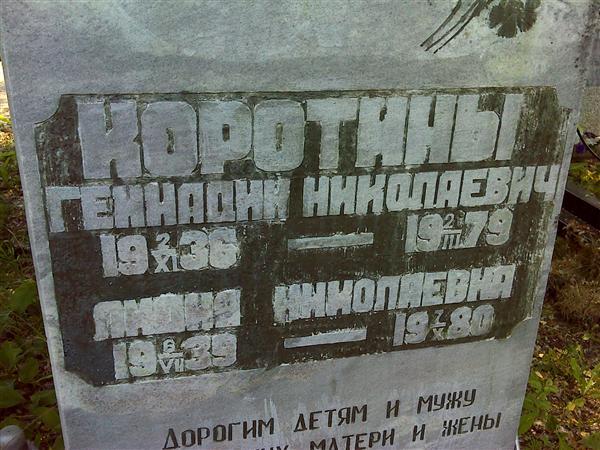 КОРОТИНЫ
ГЕННАДИЙ НИКОЛАЕВИЧ
19 2/XI 36 — 19 2/III 79
ЛИДИЯ НИКОЛАЕВНА
19 6/VII 39 — 19 7/X 80
ДОРОГИМ ДЕТЯМ И МУЖУ
МАТЕРИ И ЖЕНЫ